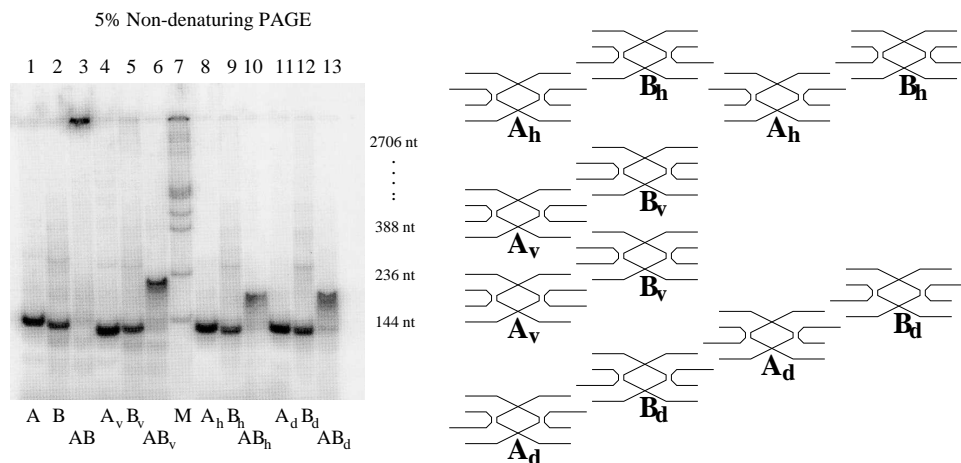 5% Non-denaturing PAGE
1 2 3 4 5 6 7 8 9 10 11 12 13
2706 nt
388 nt
236 nt
144 nt
A B A_v B_v M A_h B_h A_d B_d
AB AB_v AB_h AB_d
B_h B_h
A_h A_h
B_v
A_v
B_v
A_v
B_d
A_d
B_d
A_d